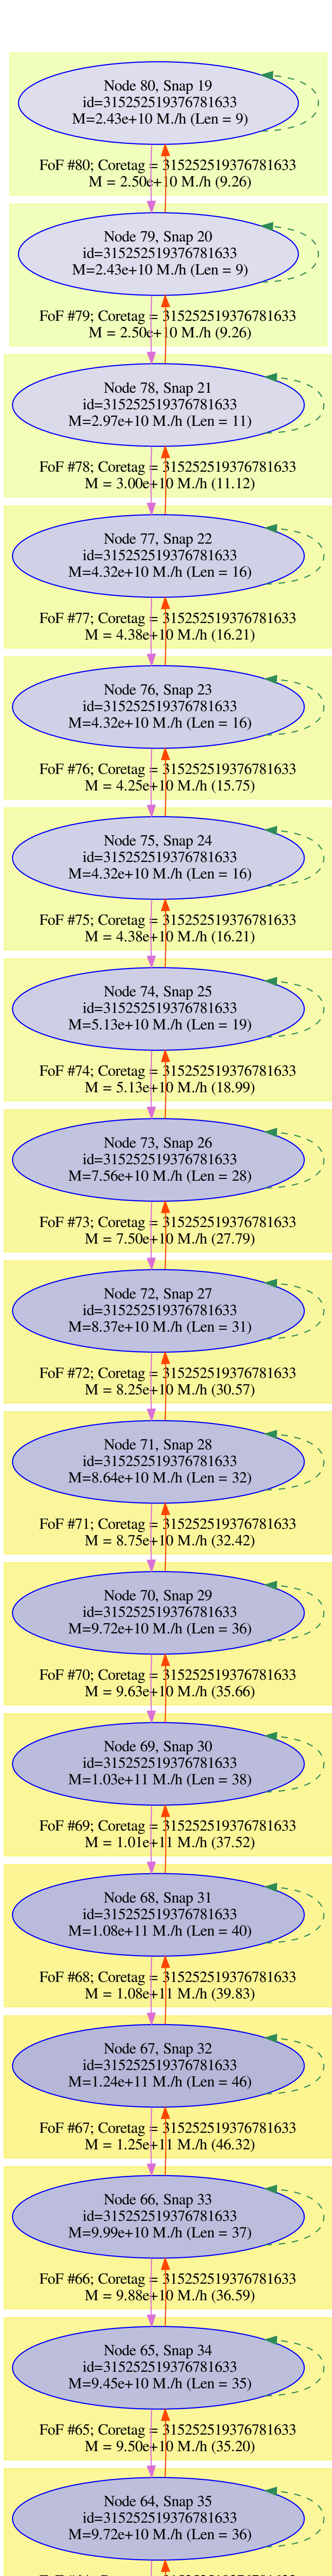 Node 80, Snap 19
id=315252519376781633
M=2.43e+10 M./h (Len = 9)
FoF #80; Coretag = 315252519376781633
M = 2.50e+10 M./h (9.26)
Node 79, Snap 20
id=315252519376781633
M=2.43e+10 M./h (Len = 9)
FoF #79; Coretag = 315252519376781633
M = 2.50e+10 M./h (9.26)
Node 78, Snap 21
id=315252519376781633
M=2.97e+10 M./h (Len = 11)
FoF #78; Coretag = 315252519376781633
M = 3.00e+10 M./h (11.12)
Node 77, Snap 22
id=315252519376781633
M=4.32e+10 M./h (Len = 16)
FoF #77; Coretag = 315252519376781633
M = 4.38e+10 M./h (16.21)
Node 76, Snap 23
id=315252519376781633
M=4.32e+10 M./h (Len = 16)
FoF #76; Coretag = 315252519376781633
M = 4.25e+10 M./h (15.75)
Node 75, Snap 24
id=315252519376781633
M=4.32e+10 M./h (Len = 16)
FoF #75; Coretag = 315252519376781633
M = 4.38e+10 M./h (16.21)
Node 74, Snap 25
id=315252519376781633
M=5.13e+10 M./h (Len = 19)
FoF #74; Coretag = 315252519376781633
M = 5.13e+10 M./h (18.99)
Node 73, Snap 26
id=315252519376781633
M=7.56e+10 M./h (Len = 28)
FoF #73; Coretag = 315252519376781633
M = 7.50e+10 M./h (27.79)
Node 72, Snap 27
id=315252519376781633
M=8.37e+10 M./h (Len = 31)
FoF #72; Coretag = 315252519376781633
M = 8.25e+10 M./h (30.57)
Node 71, Snap 28
id=315252519376781633
M=8.64e+10 M./h (Len = 32)
FoF #71; Coretag = 315252519376781633
M = 8.75e+10 M./h (32.42)
Node 70, Snap 29
id=315252519376781633
M=9.72e+10 M./h (Len = 36)
FoF #70; Coretag = 315252519376781633
M = 9.63e+10 M./h (35.66)
Node 69, Snap 30
id=315252519376781633
M=1.03e+11 M./h (Len = 38)
FoF #69; Coretag = 315252519376781633
M = 1.01e+11 M./h (37.52)
Node 68, Snap 31
id=315252519376781633
M=1.08e+11 M./h (Len = 40)
FoF #68; Coretag = 315252519376781633
M = 1.08e+11 M./h (39.83)
Node 67, Snap 32
id=315252519376781633
M=1.24e+11 M./h (Len = 46)
FoF #67; Coretag = 315252519376781633
M = 1.25e+11 M./h (46.32)
Node 66, Snap 33
id=315252519376781633
M=9.99e+10 M./h (Len = 37)
FoF #66; Coretag = 315252519376781633
M = 9.88e+10 M./h (36.59)
Node 65, Snap 34
id=315252519376781633
M=9.45e+10 M./h (Len = 35)
FoF #65; Coretag = 315252519376781633
M = 9.50e+10 M./h (35.20)
Node 64, Snap 35
id=315252519376781633
M=9.72e+10 M./h (Len = 36)